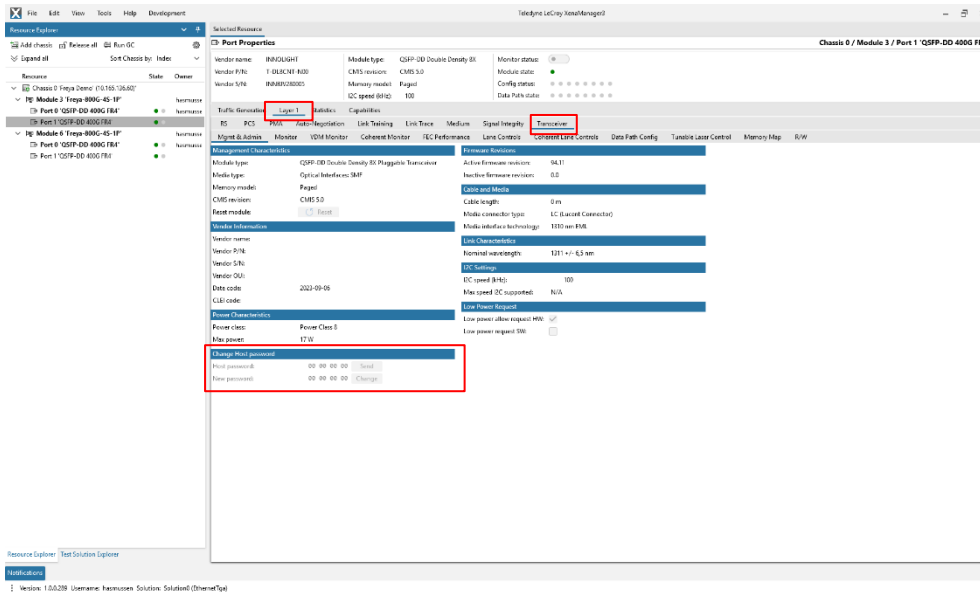 File Edit View Tools Help Development
Teledyne LeCroy XenaManager3
Resource Explorer
Selected Resource
Add chassis Release all Run GC
Port Properties
Chassis 0 / Module 3 / Port 1 'QSFP-DD 400G
Expand all Sort Chassis by: Index
Resource State Owner
Chassis 0 'Freya Demo' (10.165.136.60)'
Module 3 'Freya-800G-4S-1P' hasmusse
Port 0 'QSFP-DD 400G FR4' hasmusse
Port 1 'QSFP-DD 400G FR4'
Module 6 'Freya-800G-4S-1P' hasmusse
Port 0 'QSFP-DD 400G FR4' hasmusse
Port 1 'QSFP-DD 400G FR4'
Vendor name: INNOLIGHT Module type: QSFP-DD Double Density 8X Monitor status:
Vendor P/N: T-DL8CNT-N00 CMIS revision: CMIS 5.0 Module state:
Vendor S/N: Memory model: Paged Config status:
I2C speed (kHz): 100 Data Path state:
Traffic Generation Layer 1 Statistics Capabilities
RS PCS PMA Auto-Negotiation Link Training Link Trace Medium Signal Integrity Transceiver
Mgmt & Admin Monitor VDM Monitor Coherent Monitor FEC Performance Lane Controls Coherent Lane Controls Data Path Config Tunable Laser Control Memory Map R/W
Management Characteristics
Module type: QSFP-DD Double Density 8X Pluggable Transceiver
Media type: Optical Interfaces: SMF
Memory model: Paged
CMIS revision: CMIS 5.0
Reset module: Reset
Vendor Information
Vendor name:
Vendor P/N:
Vendor S/N:
Vendor OUI:
Date code: 2023-09-06
CLEI code:
Power Characteristics
Power class: Power Class 8
Max power: 17 W
Change Host password
Host password: 00 00 00 00 Send
New password: 00 00 00 00 Change
Firmware Revisions
Active firmware revision: 94.11
Inactive firmware revision: 0.0
Cable and Media
Cable length: 0 m
Media connector type: LC (Lucent Connector)
Media interface technology: 1310 nm EML
Link Characteristics
Nominal wavelength: 1311 +/- 6,5 nm
I2C Settings
I2C speed (kHz): 100
Max speed I2C supported: N/A
Low Power Request
Low power allow request HW:
Low power request SW:
Resource Explorer Test Solution Explorer
Notifications
Version: 1.0.0.289 Username: hasmussen Solution: Solution0 (EthernetTga)